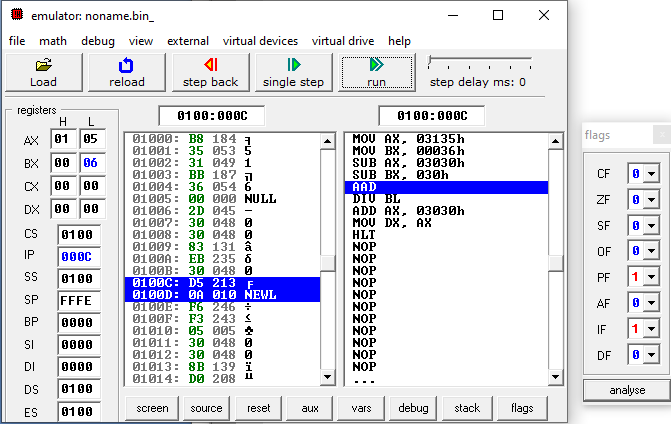 emulator: noname.bin_
file math debug view external virtual devices virtual drive help
Load reload step back single step run step delay ms: 0
registers
H L
AX 01 05
BX 00 06
CX 00 00
DX 00 00
CS 0100
IP 000C
SS 0100
SP FFFE
BP 0000
SI 0000
DI 0000
DS 0100
ES 0100
0100:000C
01000: B8 184 ╕
01001: 35 053 5
01002: 31 049 1
01003: BB 187 ╗
01004: 36 054 6
01005: 00 000 NULL
01006: 2D 045 -
01007: 30 048 0
01008: 30 048 0
01009: 83 131 â
0100A: EB 235 δ
0100B: 30 048 0
0100C: D5 213 ╒
0100D: 0A 010 NEWL
0100E: F6 246 ÷
0100F: F3 243 ≤
01010: 05 005 ♣
01011: 30 048 0
01012: 30 048 0
01013: 8B 139 ï
01014: D0 208 ╨
0100:000C
MOV AX, 03135h
MOV BX, 00036h
SUB AX, 03030h
SUB BX, 030h
AAD
DIV BL
ADD AX, 03030h
MOV DX, AX
HLT
NOP
NOP
NOP
NOP
NOP
NOP
NOP
NOP
NOP
NOP
NOP
...
screen source reset aux vars debug stack flags
flags
CF 0
ZF 0
SF 0
OF 0
PF 1
AF 0
IF 1
DF 0
analyse